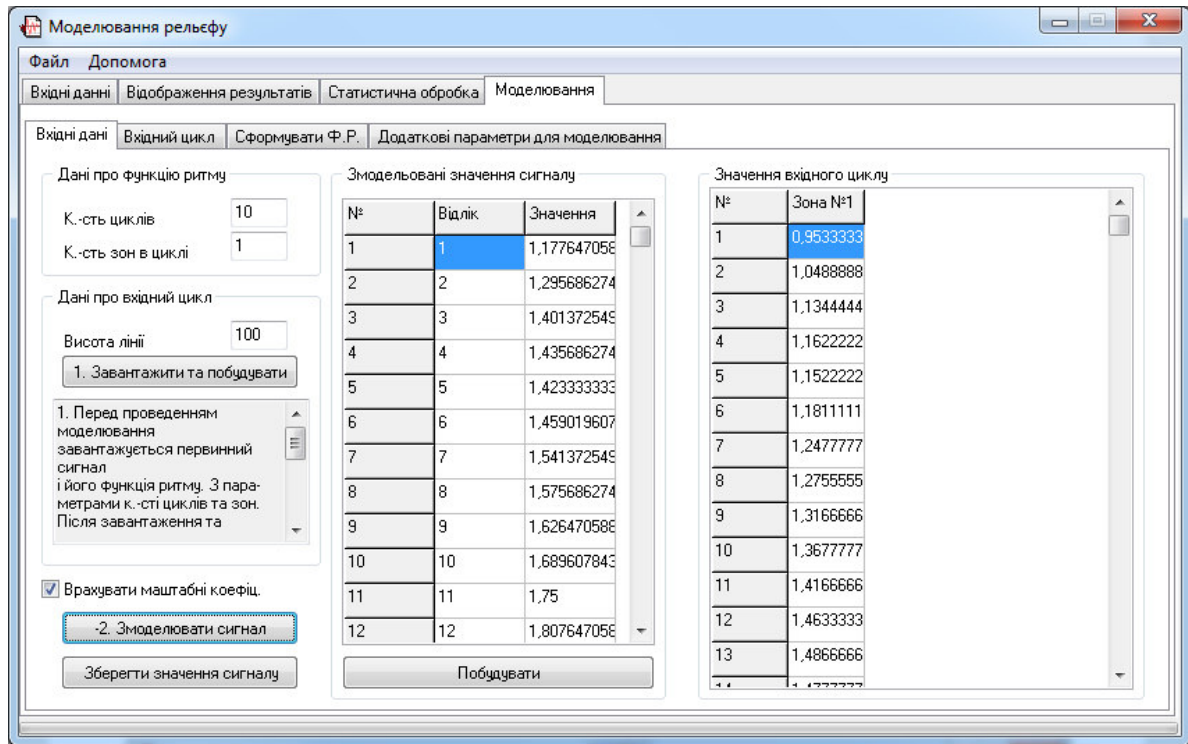 Моделювання рельєфу
Файл Допомога
Вхідні данні Відображення результатів Статистична обробка Моделювання
Вхідні дані Вхідний цикл Сформувати Ф.Р. Додаткові параметри для моделювання
Дані про функцію ритму
К.-сть циклів 10
К.-сть зон в циклі 1
Дані про вхідний цикл
Висота лінії 100
1. Завантажити та побудувати
1. Перед проведенням
моделювання
завантажується первинний
сигнал
і його функція ритму. З пара-
метрами к.-сті циклів та зон.
Після завантаження та
Врахувати маштабні коефіц.
-2. Змоделювати сигнал
Зберегти значення сигналу
Змодельовані значення сигналу
№ Відлік Значення
1 1 1,177647058
2 2 1,295686274
3 3 1,401372549
4 4 1,435686274
5 5 1,423333333
6 6 1,459019607
7 7 1,541372549
8 8 1,575686274
9 9 1,626470588
10 10 1,689607843
11 11 1,75
12 12 1,807647058
Побудувати
Значення вхідного циклу
№ Зона №1
1 0,9533333
2 1,0488888
3 1,1344444
4 1,1622222
5 1,1522222
6 1,1811111
7 1,2477777
8 1,2755555
9 1,3166666
10 1,3677777
11 1,4166666
12 1,4633333
13 1,4866666